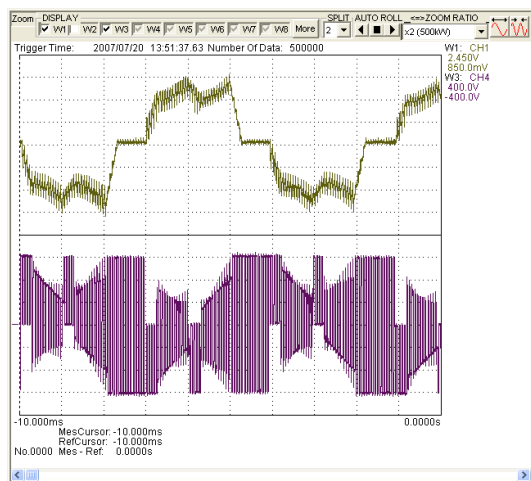 Zoom DISPLAY SPLIT AUTO ROLL <=>ZOOM RATIO
W1 W2 W3 W4 W5 W6 W7 W8 More 2 x2 (500kW)
Trigger Time: 2007/07/20 13:51:37.63 Number Of Data: 500000
W1: CH1
2.450V
850.0mV
W3: CH4
400.0V
-400.0V
-10.000ms 0.0000s
MesCursor: -10.000ms
RefCursor: -10.000ms
No.0000 Mes - Ref: 0.0000s